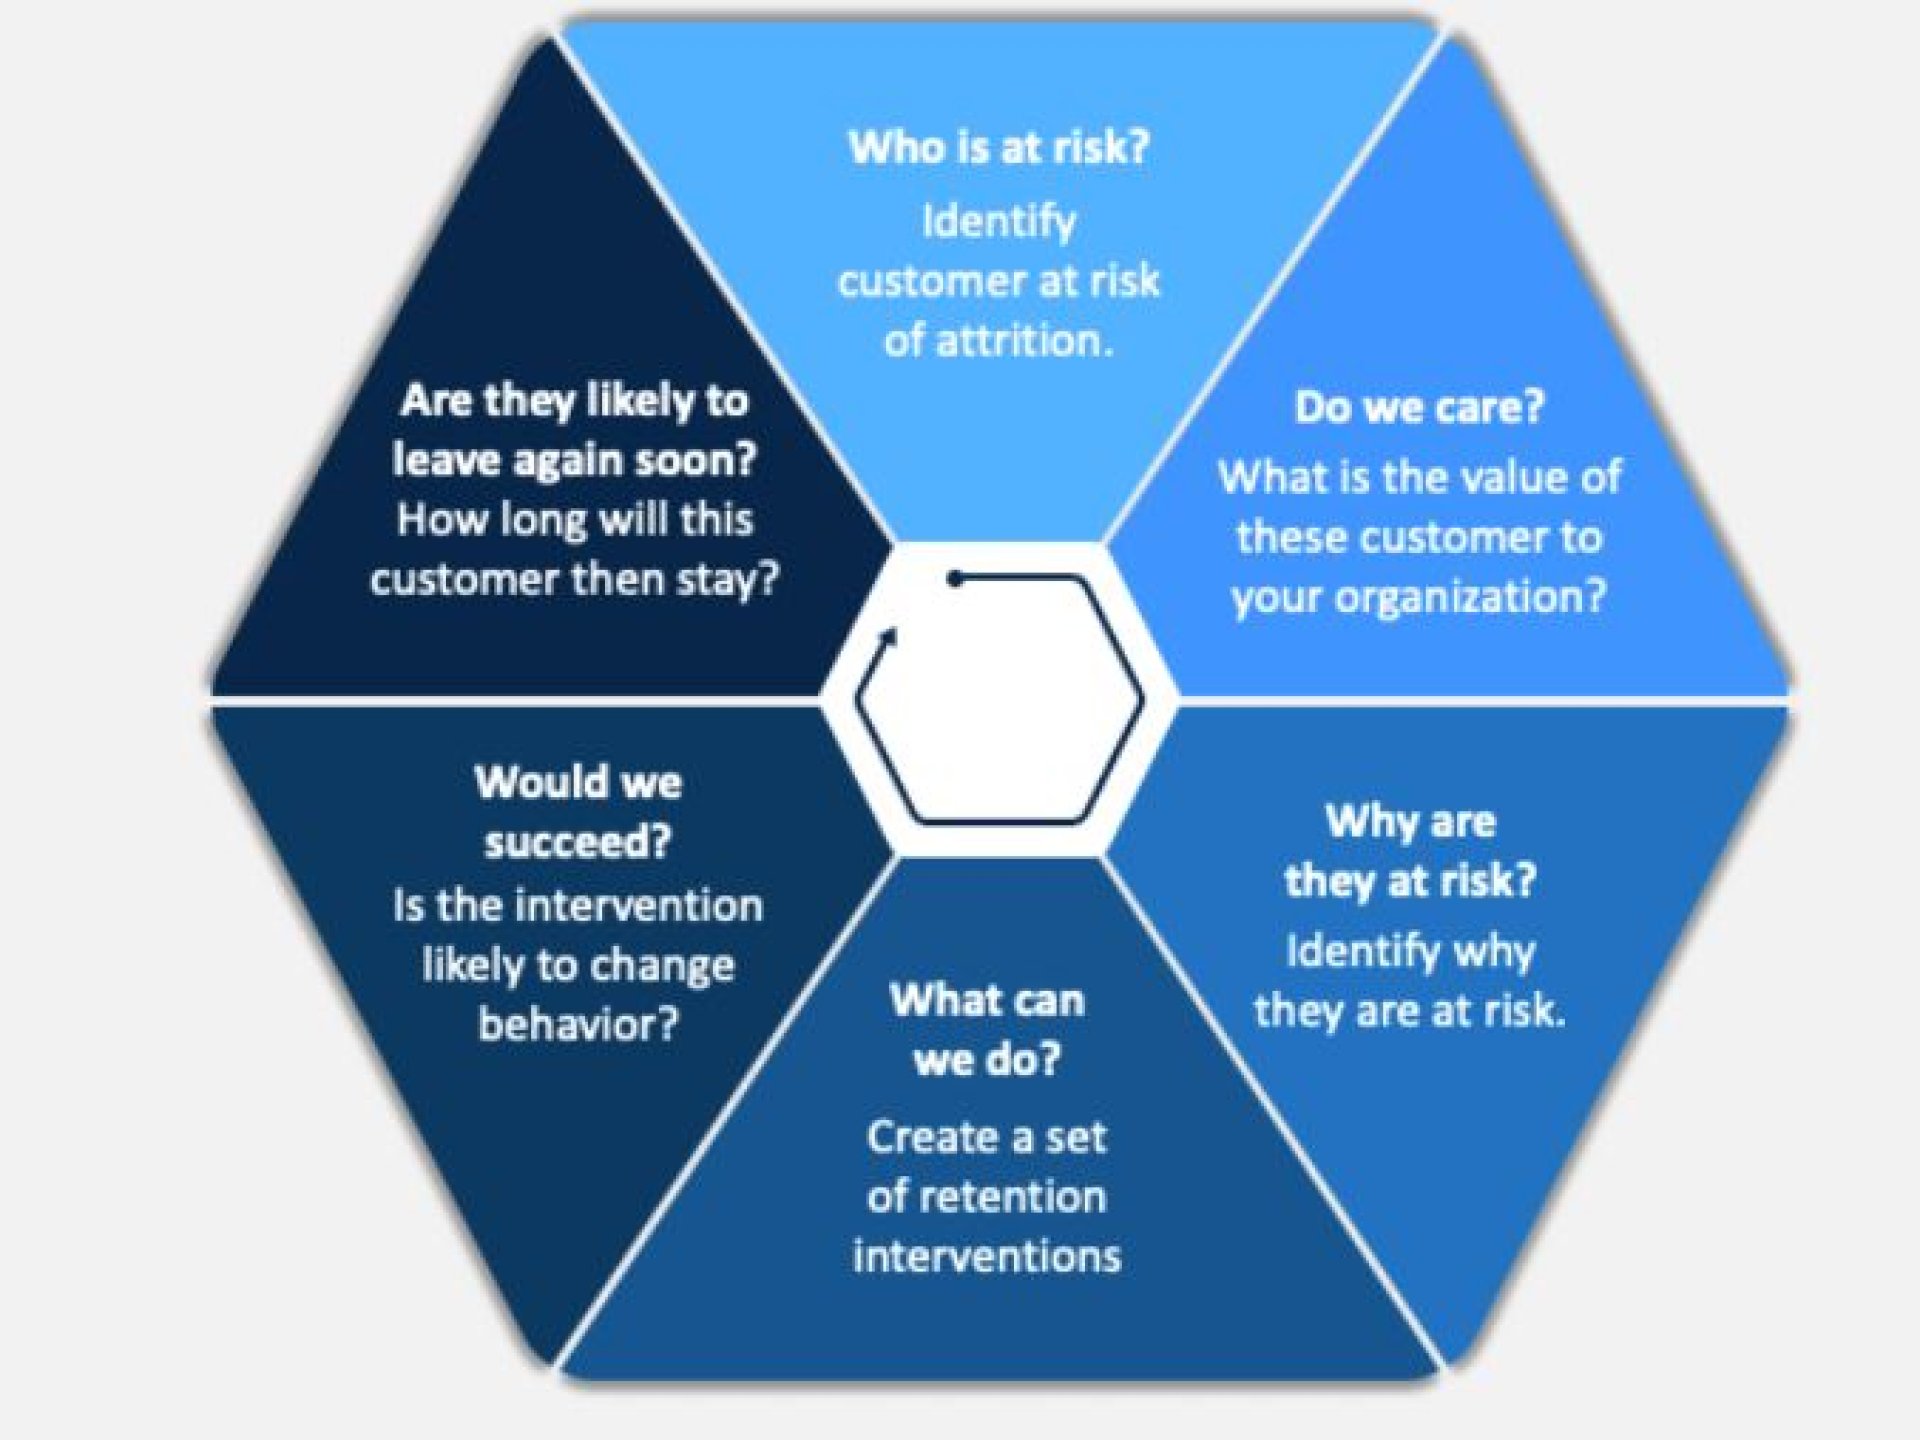 Who is at risk?
Identify
customer at risk
of attrition.
Do we care?
What is the value of
these customer to
your organization?
Why are
they at risk?
Identify why
they are at risk.
What can
we do?
Create a set
of retention
interventions
Would we
succeed?
Is the intervention
likely to change
behavior?
Are they likely to
leave again soon?
How long will this
customer then stay?